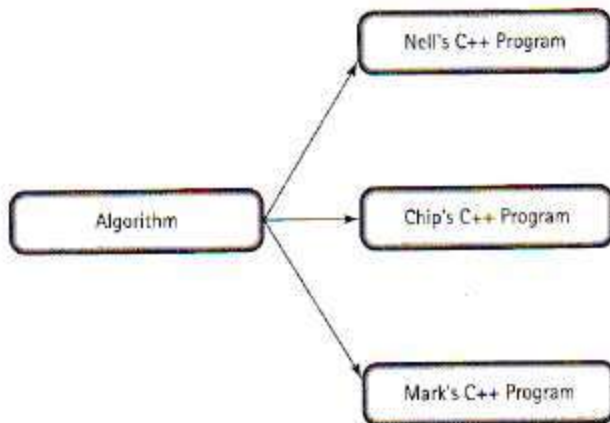 Nell's C++ Program
Algorithm
Chip's C++ Program
Mark's C++ Program